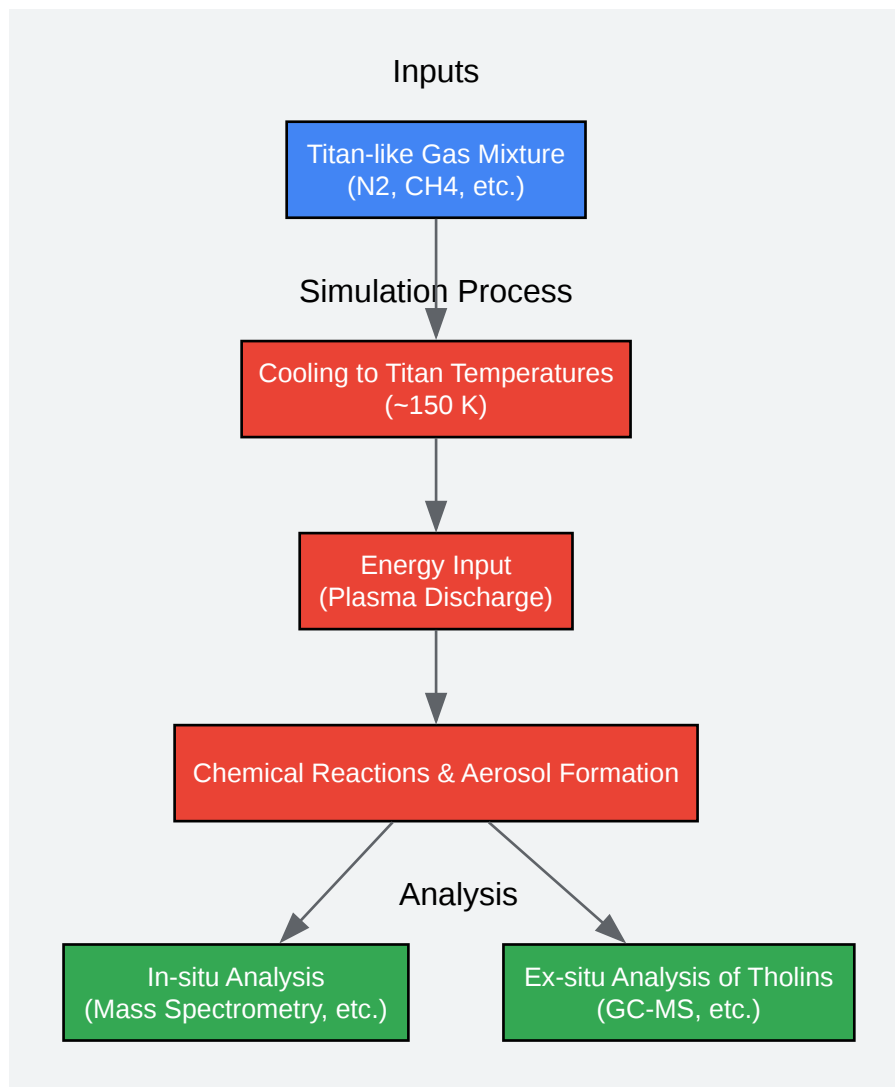 Inputs
Titan-like Gas Mixture
(N2, CH4, etc.)
Simulation Process
Cooling to Titan Temperatures
(~150 K)
Energy Input
(Plasma Discharge)
Chemical Reactions & Aerosol Formation
Analysis
In-situ Analysis
(Mass Spectrometry, etc.)
Ex-situ Analysis of Tholins
(GC-MS, etc.)